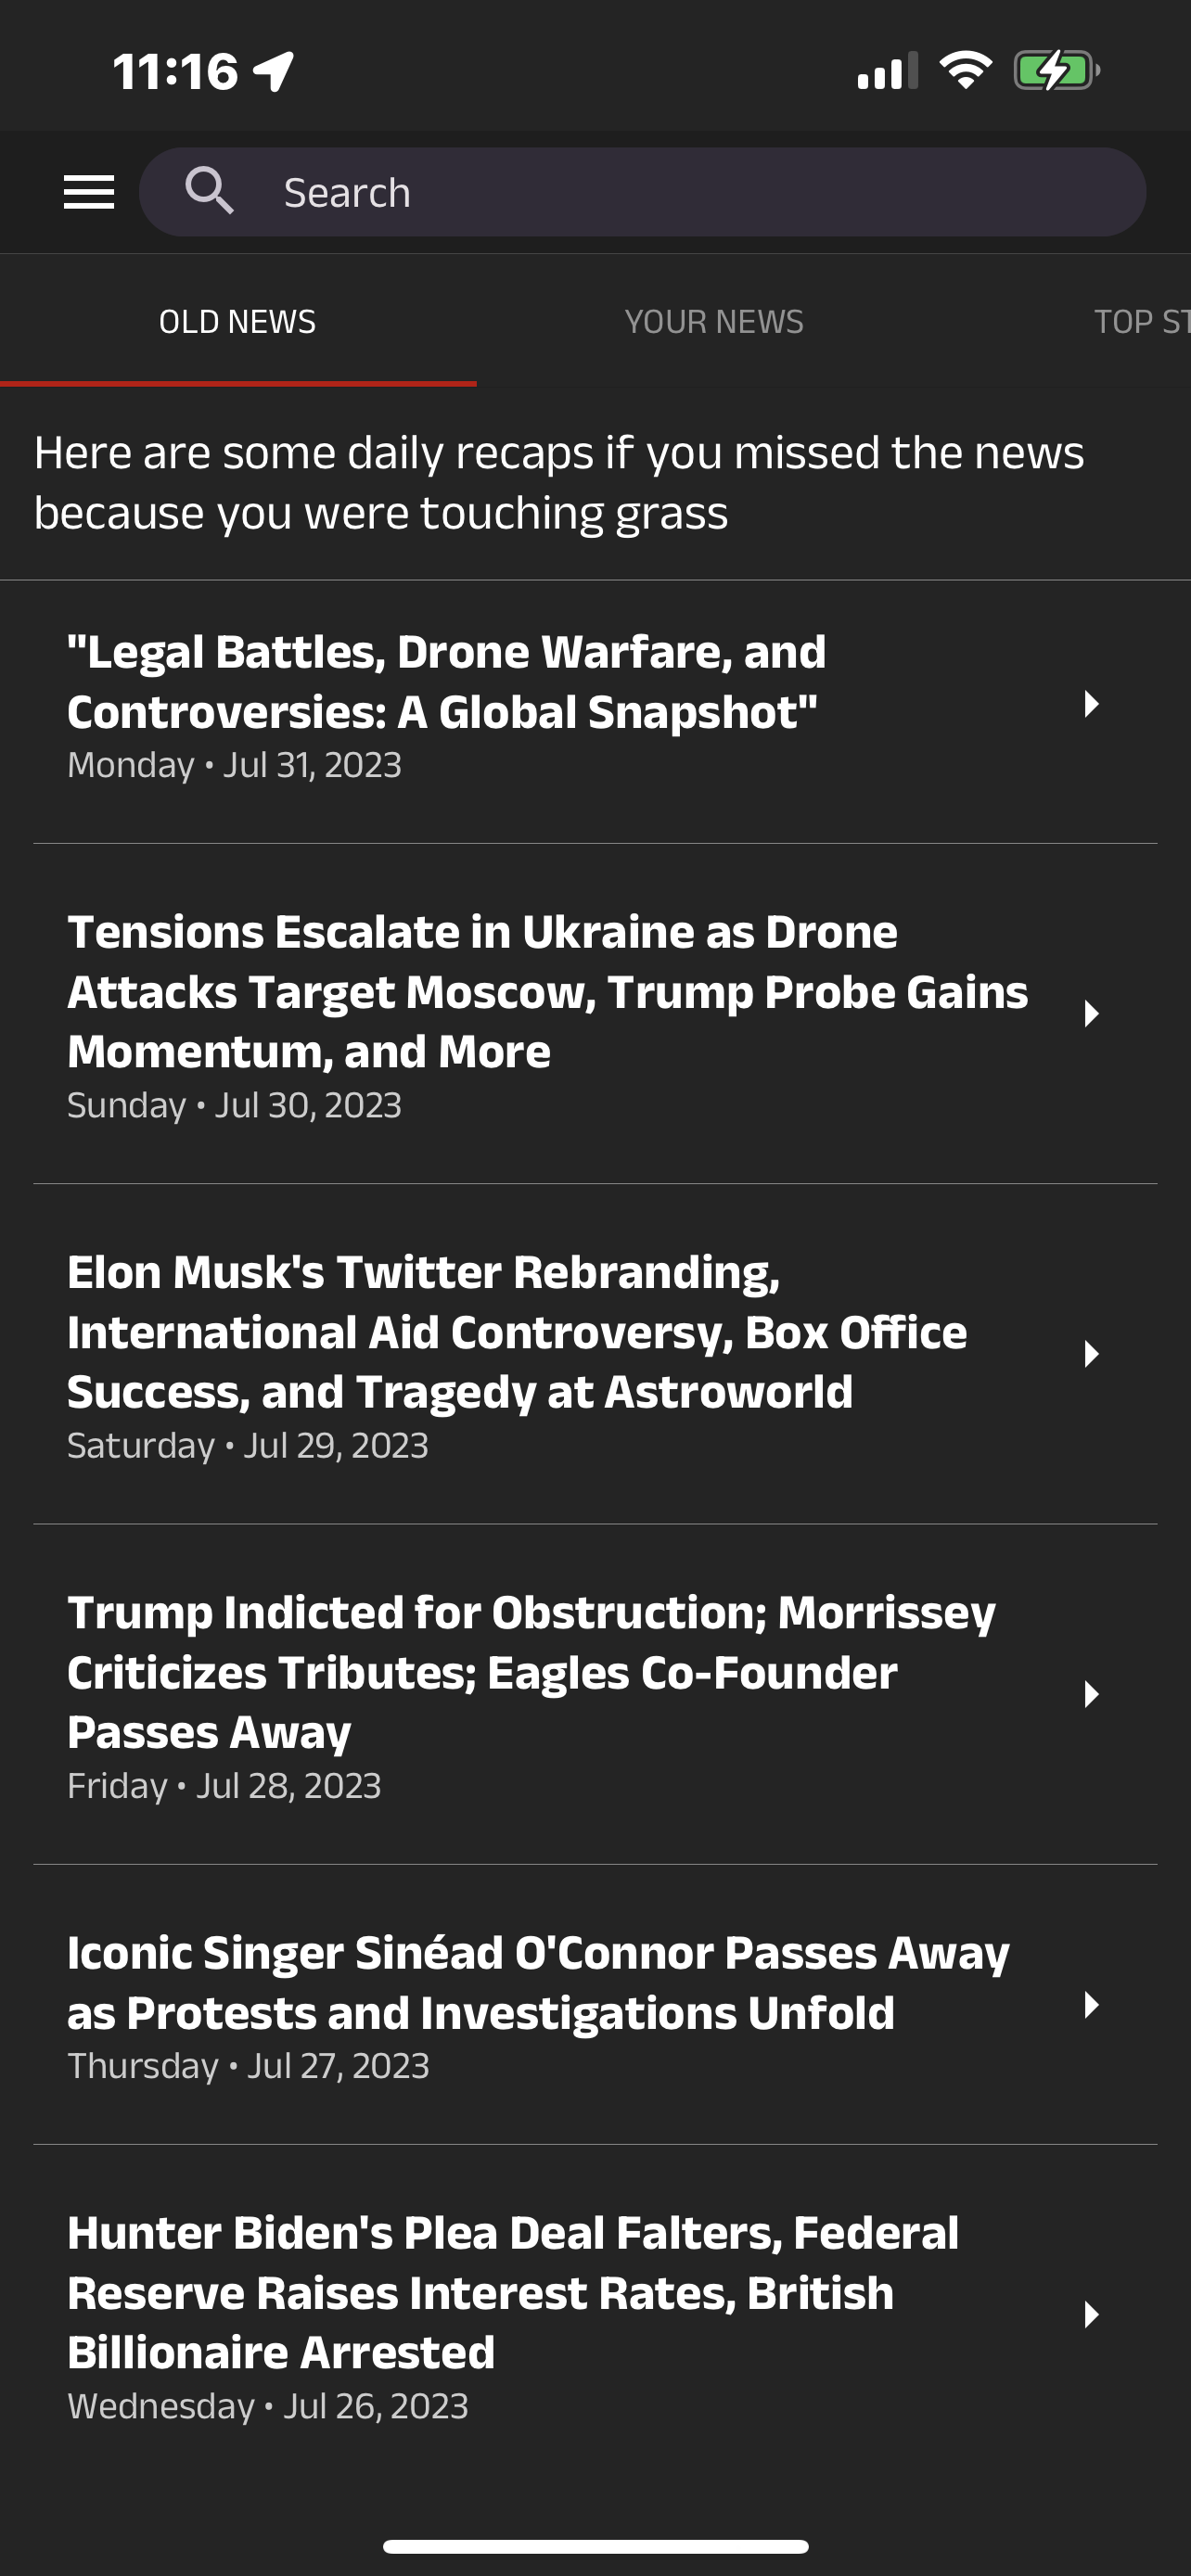 11:16
Search
OLD NEWS
YOUR NEWS
TOP ST
Here are some daily recaps if you missed the news
because you were touching grass
"Legal Battles, Drone Warfare, and
Controversies: A Global Snapshot"
Monday • Jul 31, 2023
Tensions Escalate in Ukraine as Drone
Attacks Target Moscow, Trump Probe Gains
Momentum, and More
Sunday • Jul 30, 2023
Elon Musk's Twitter Rebranding,
International Aid Controversy, Box Office
Success, and Tragedy at Astroworld
Saturday • Jul 29, 2023
Trump Indicted for Obstruction; Morrissey
Criticizes Tributes; Eagles Co-Founder
Passes Away
Friday • Jul 28, 2023
Iconic Singer Sinéad O'Connor Passes Away
as Protests and Investigations Unfold
Thursday • Jul 27, 2023
Hunter Biden's Plea Deal Falters, Federal
Reserve Raises Interest Rates, British
Billionaire Arrested
Wednesday • Jul 26, 2023